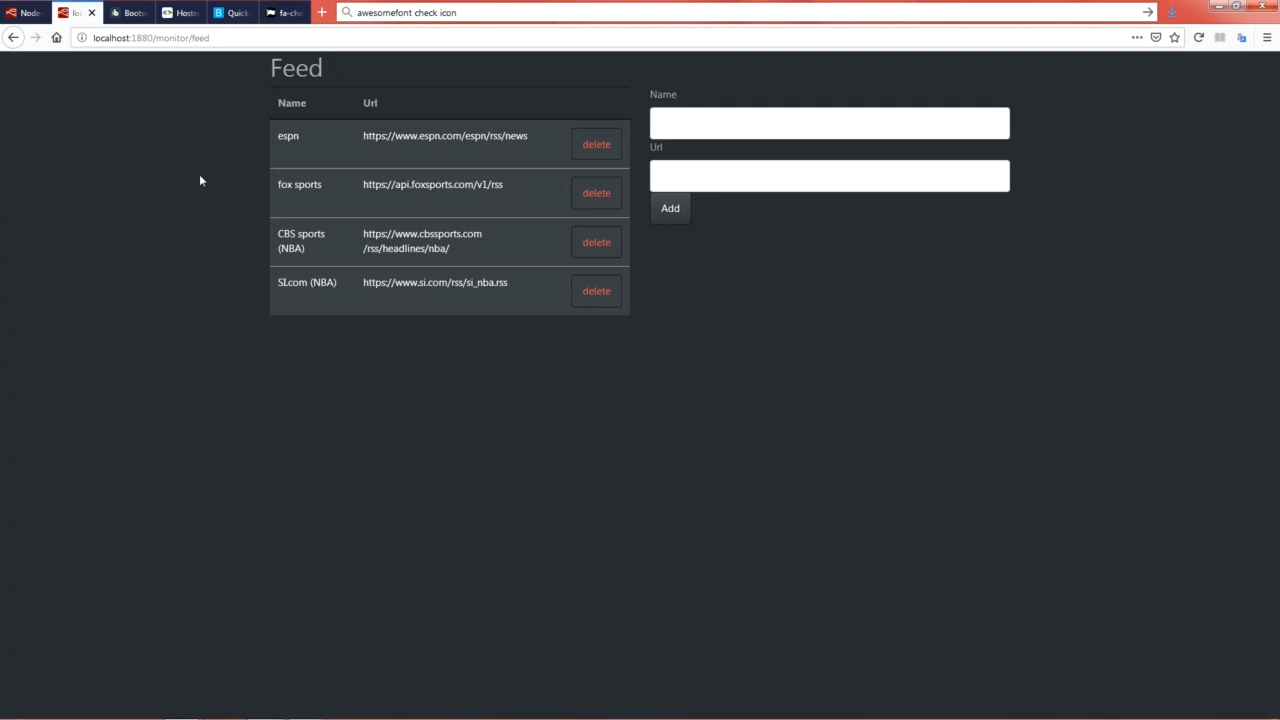 Node
loc
Boots
Hoste
Quick
fa-che
awesomefont check icon
localhost:1880/monitor/feed
Feed
Name Url
espn https://www.espn.com/espn/rss/news delete
fox sports https://api.foxsports.com/v1/rss delete
CBS sports (NBA) https://www.cbssports.com
/rss/headlines/nba/ delete
SI.com (NBA) https://www.si.com/rss/si_nba.rss delete
Name
Url
Add